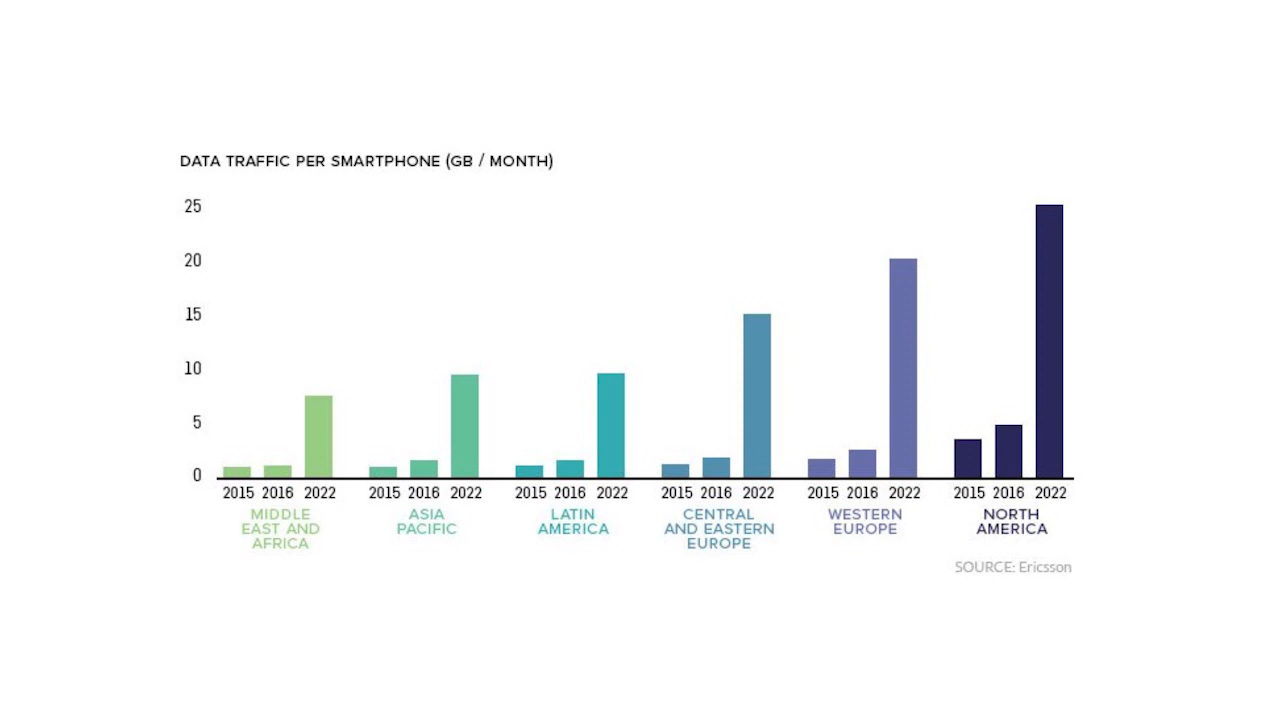 DATA TRAFFIC PER SMARTPHONE (GB / MONTH)
25
20
15
10
5
0
2015 2016 2022 2015 2016 2022 2015 2016 2022 2015 2016 2022 2015 2016 2022 2015 2016 2022
MIDDLE
EAST AND
AFRICA
ASIA
PACIFIC
LATIN
AMERICA
CENTRAL
AND EASTERN
EUROPE
WESTERN
EUROPE
NORTH
AMERICA
SOURCE: Ericsson